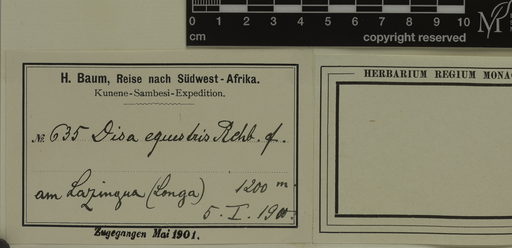 0 1 2 3 4 5 6 7 8 9 10
cm
copyright reserved
H. Baum, Reise nach Südwest-Afrika.
Kunene-Sambesi-Expedition.
№ 635 Disa equestris Rchb. f.
am Lazingua (Longa) 1200 m
5. I. 1900.
Zugegangen Mai 1901.
HERBARIUM REGIUM MONA